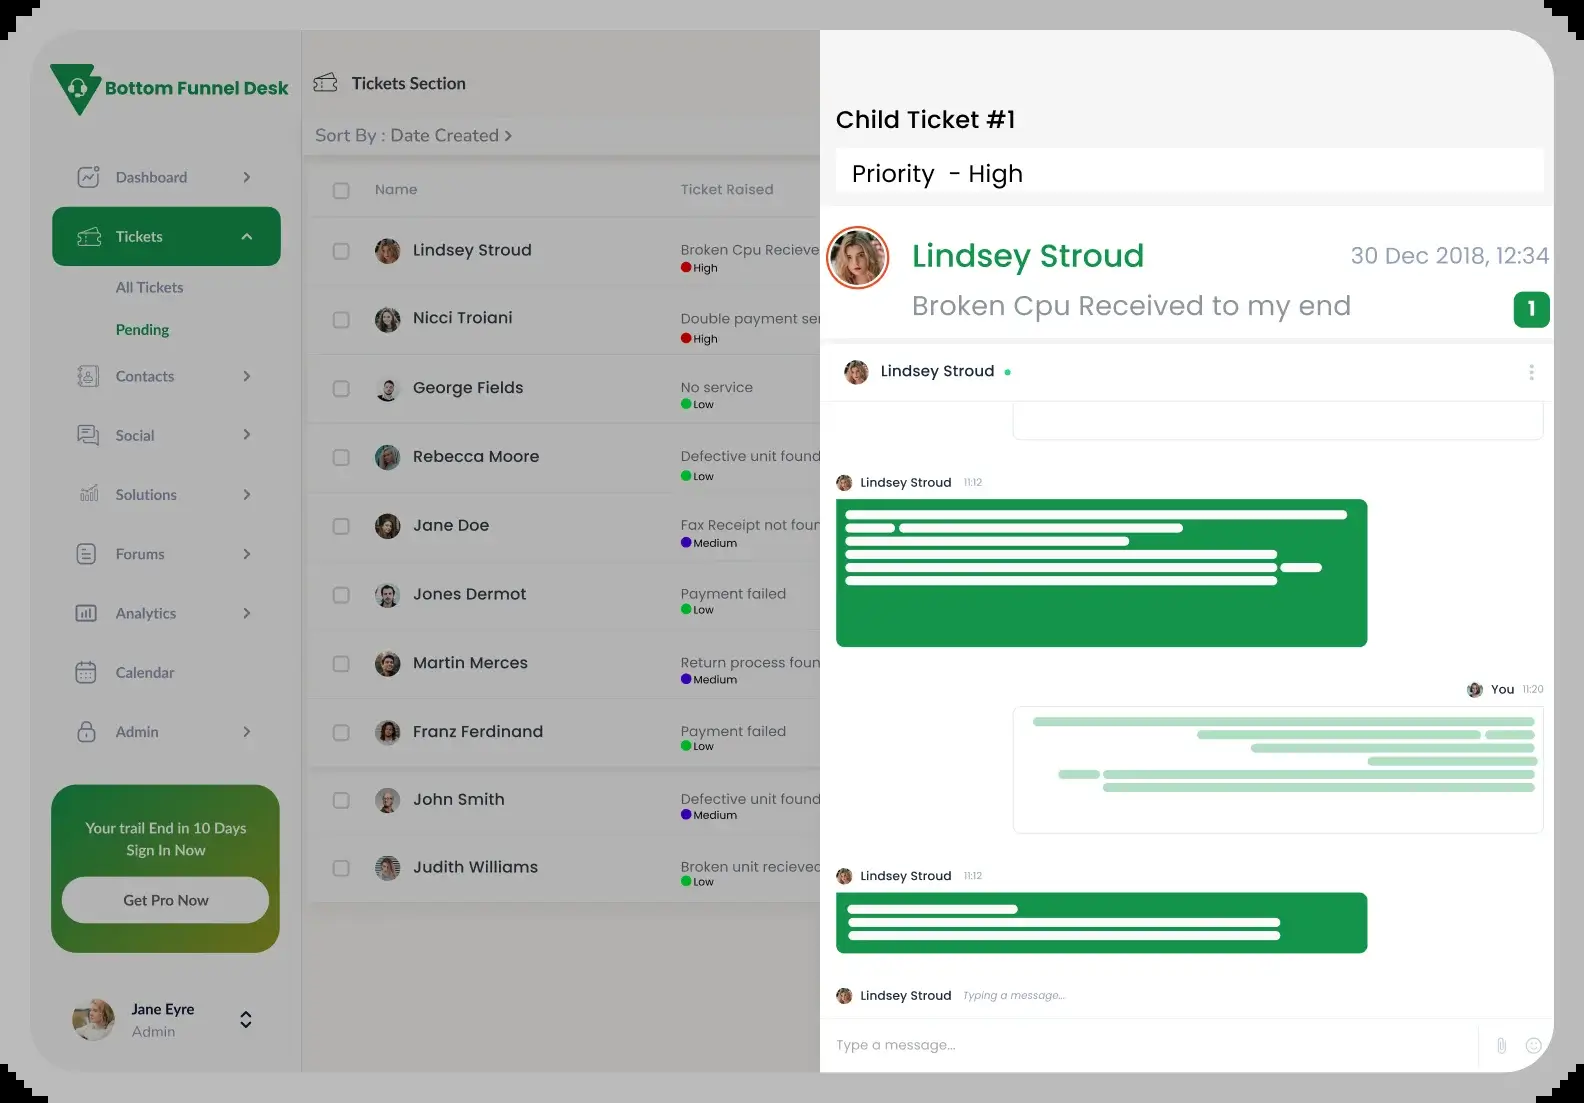 Bottom Funnel Desk
Dashboard
Tickets
All Tickets
Pending
Contacts
Social
Solutions
Forums
Analytics
Calendar
Admin
Your trail End in 10 Days
Sign In Now
Get Pro Now
Jane Eyre
Admin
Tickets Section
Sort By : Date Created
Name Ticket Raised
Lindsey Stroud Broken Cpu Recieve
High
Nicci Troiani Double payment ser
High
George Fields No service
Low
Rebecca Moore Defective unit found
Low
Jane Doe Fax Receipt not foun
Medium
Jones Dermot Payment failed
Low
Martin Merces Return process foun
Medium
Franz Ferdinand Payment failed
Low
John Smith Defective unit found
Medium
Judith Williams Broken unit recieved
Low
Child Ticket #1
Priority - High
Lindsey Stroud 30 Dec 2018, 12:34
Broken Cpu Received to my end 1
Lindsey Stroud
Lindsey Stroud 11:12
You 11:20
Lindsey Stroud 11:12
Lindsey Stroud Typing a message...
Type a message...